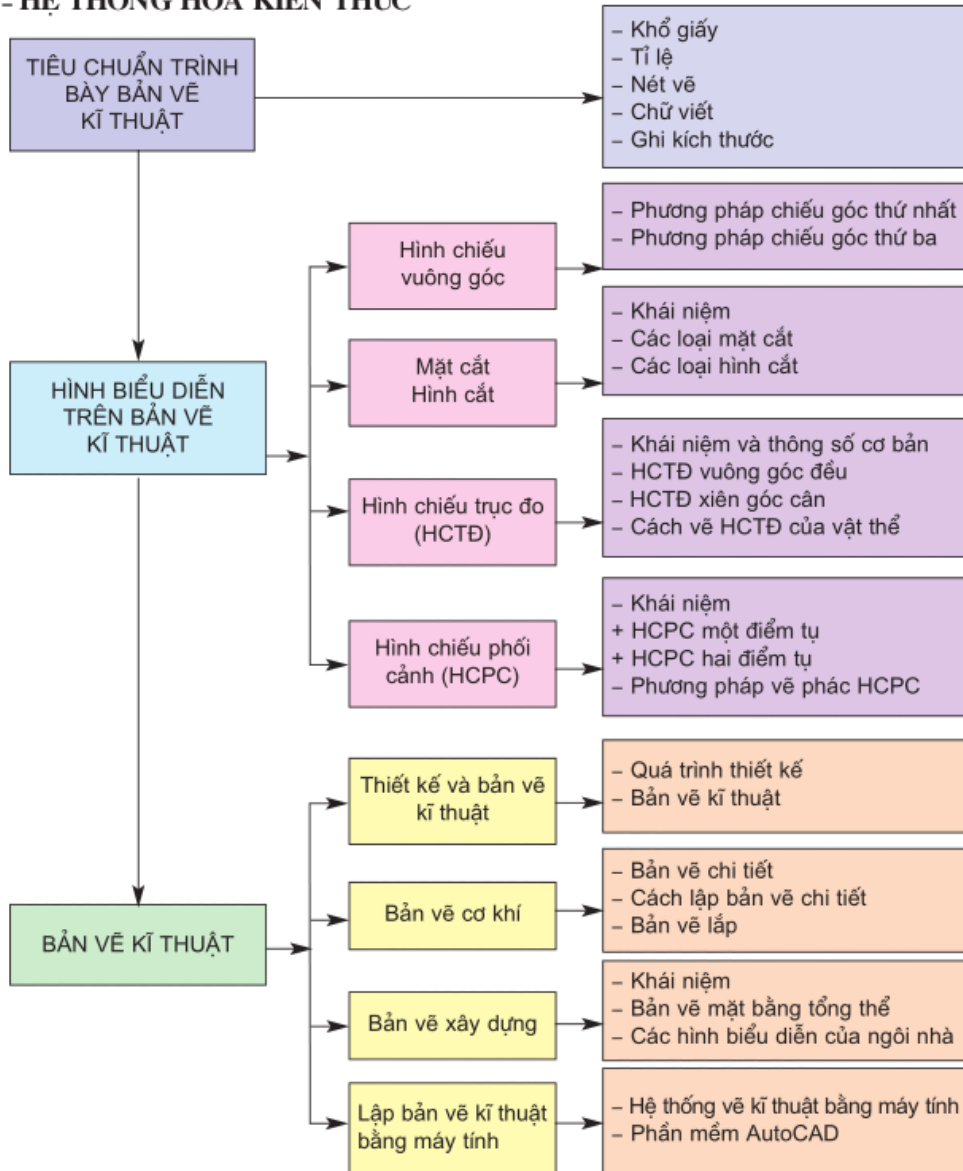 – HỆ THỐNG HÓA KIẾN THỨC
TIÊU CHUẨN TRÌNH
BÀY BẢN VẼ
KĨ THUẬT
– Khổ giấy
– Tỉ lệ
– Nét vẽ
– Chữ viết
– Ghi kích thước
HÌNH BIỂU DIỄN
TRÊN BẢN VẼ
KĨ THUẬT
Hình chiếu
vuông góc
– Phương pháp chiếu góc thứ nhất
– Phương pháp chiếu góc thứ ba
Mặt cắt
Hình cắt
– Khái niệm
– Các loại mặt cắt
– Các loại hình cắt
Hình chiếu trục đo
(HCTĐ)
– Khái niệm và thông số cơ bản
– HCTĐ vuông góc đều
– HCTĐ xiên góc cân
– Cách vẽ HCTĐ của vật thể
Hình chiếu phối
cảnh (HCPC)
– Khái niệm
+ HCPC một điểm tụ
+ HCPC hai điểm tụ
– Phương pháp vẽ phác HCPC
BẢN VẼ KĨ THUẬT
Thiết kế và bản vẽ
kĩ thuật
– Quá trình thiết kế
– Bản vẽ kĩ thuật
Bản vẽ cơ khí
– Bản vẽ chi tiết
– Cách lập bản vẽ chi tiết
– Bản vẽ lắp
Bản vẽ xây dựng
– Khái niệm
– Bản vẽ mặt bằng tổng thể
– Các hình biểu diễn của ngôi nhà
Lập bản vẽ kĩ thuật
bằng máy tính
– Hệ thống vẽ kĩ thuật bằng máy tính
– Phần mềm AutoCAD